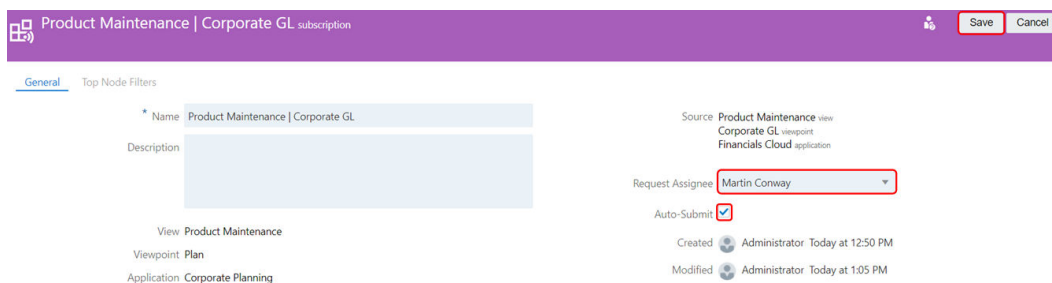 Product Maintenance | Corporate GL subscription
Save
Cancel
General
Top Node Filters
* Name Product Maintenance | Corporate GL
Description
View Product Maintenance
Viewpoint Plan
Application Corporate Planning
Source Product Maintenance view
Corporate GL viewpoint
Financials Cloud application
Request Assignee Martin Conway
Auto-Submit
Created Administrator Today at 12:50 PM
Modified Administrator Today at 1:05 PM